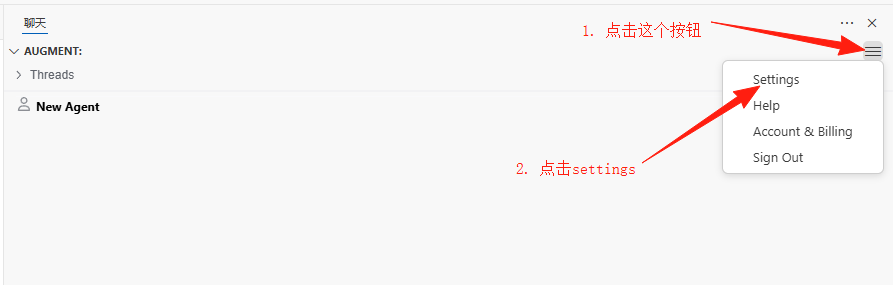 聊天
1. 点击这个按钮
AUGMENT:
Threads
Settings
New Agent
Help
Account & Billing
2. 点击settings
Sign Out